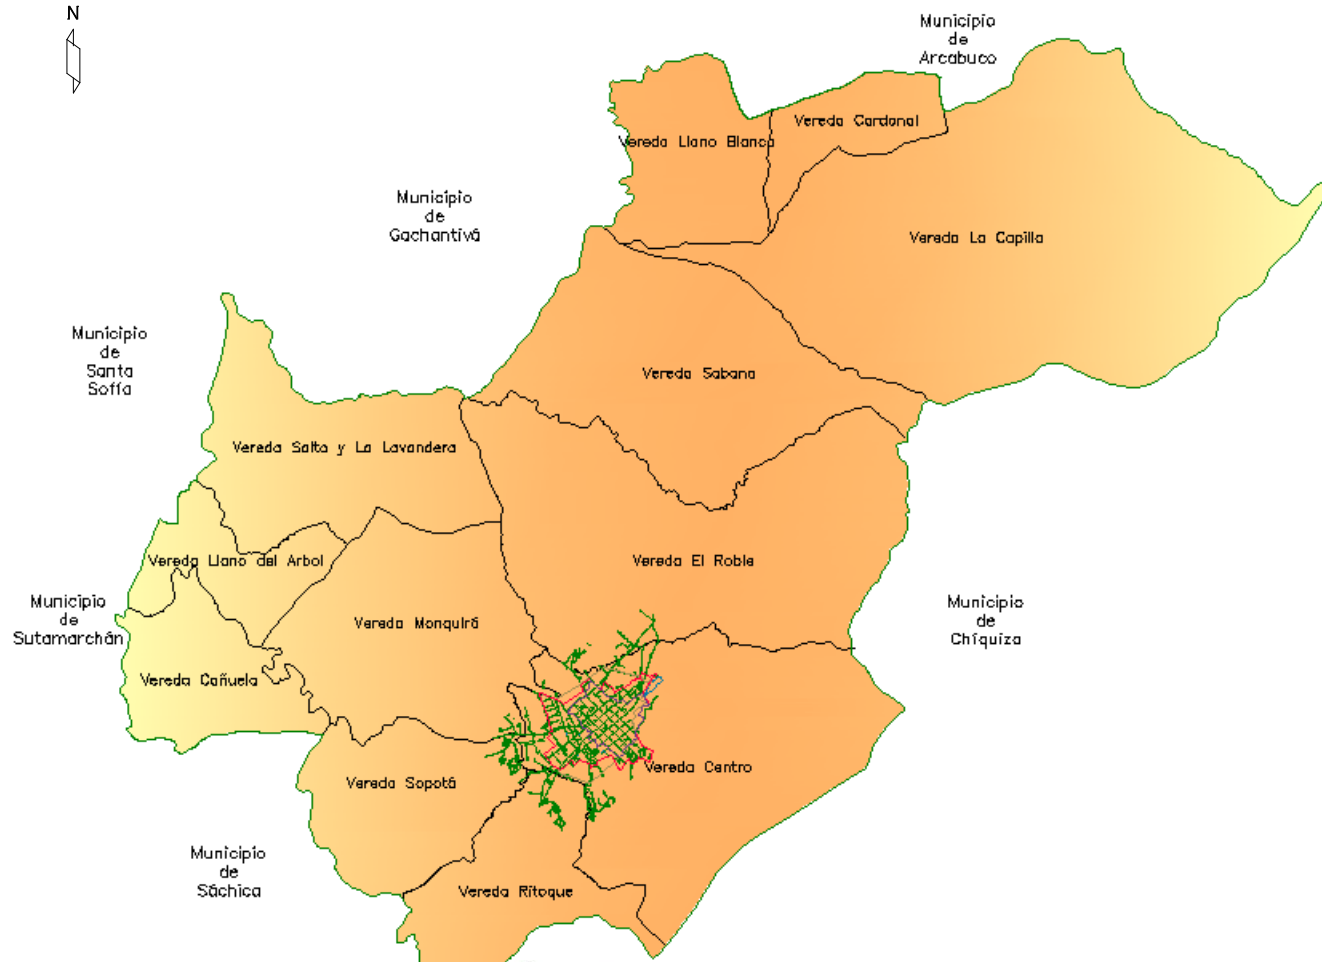 N
Municipio
de
Arcabuco
Vereda Cardonal
Vereda Llano Blanco
Municipio
de
Gachantivá
Vereda La Capilla
Municipio
de
Santa
Sofía
Vereda Sabana
Vereda Salto y La Lavandera
Vereda Llano del Arbol
Vereda El Roble
Municipio
de
Sutamarchán
Municipio
de
Chíquiza
Vereda Monquirá
Vereda Cañuela
Vereda Centro
Vereda Sopotá
Municipio
de
Sáchica
Vereda Ritoque